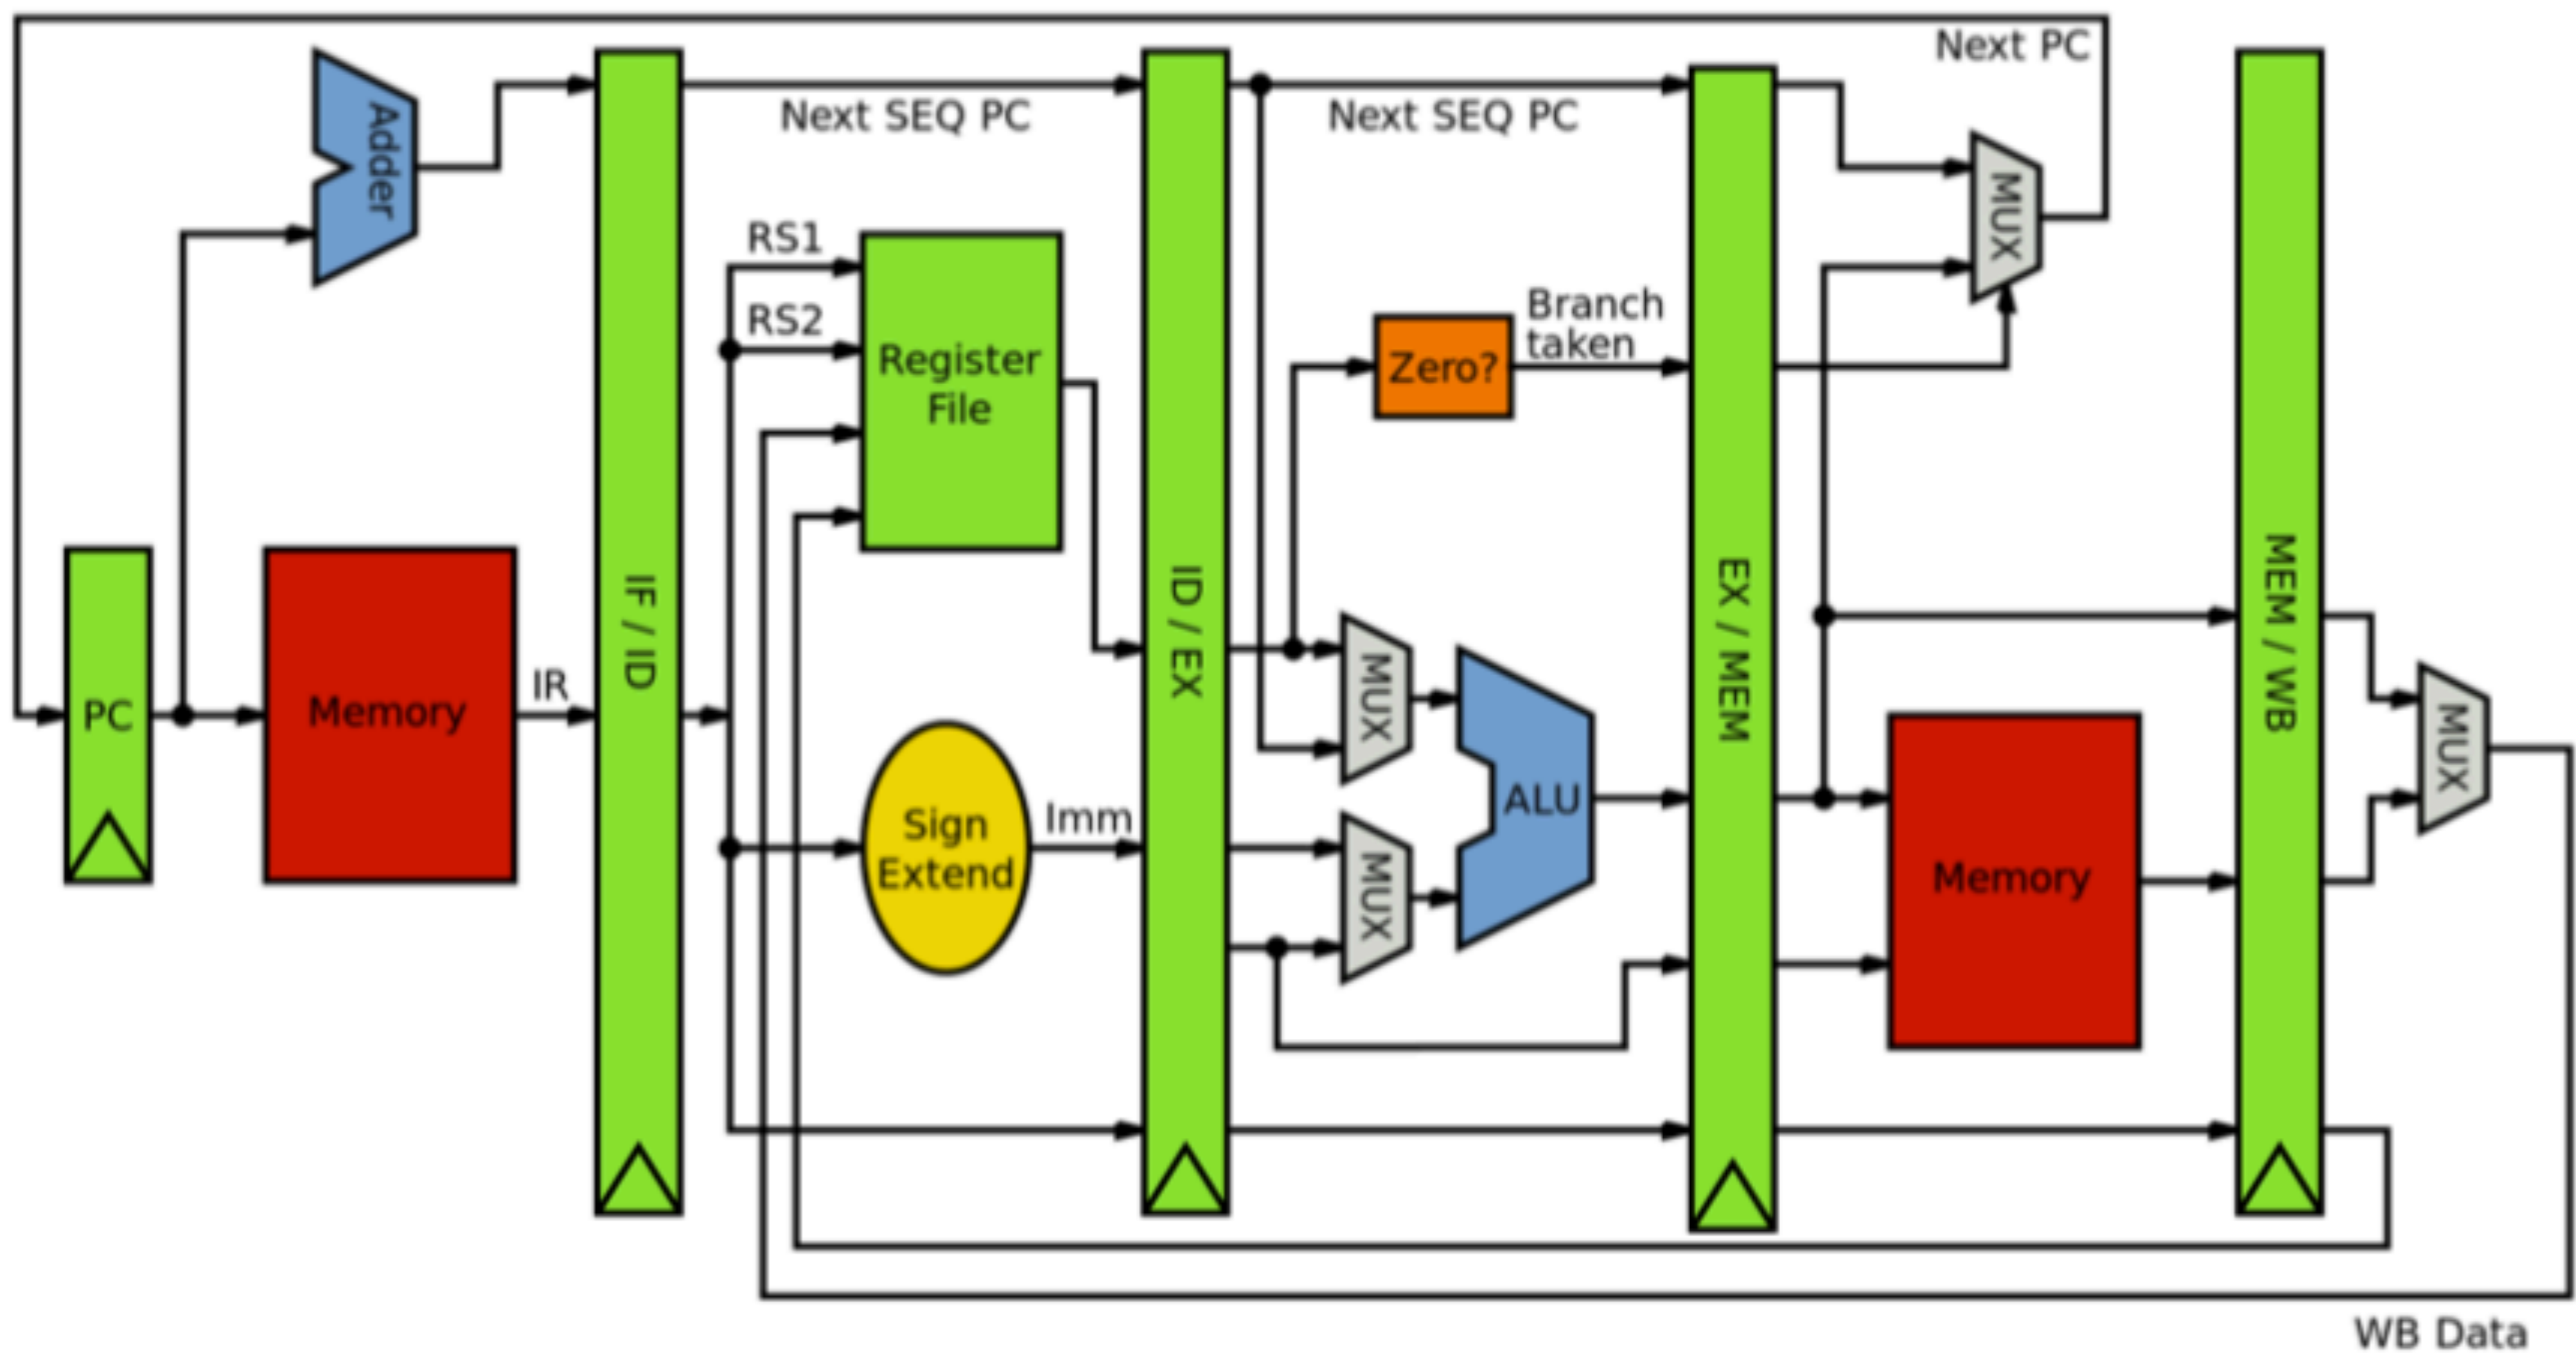 Next PC
Adder
Next SEQ PC
Next SEQ PC
MUX
RS1
RS2
Register
File
Branch
taken
Zero?
PC
Memory
IR
IF / ID
ID / EX
EX / MEM
MEM / WB
MUX
MUX
ALU
MUX
Sign
Extend
Imm
Memory
MUX
WB Data